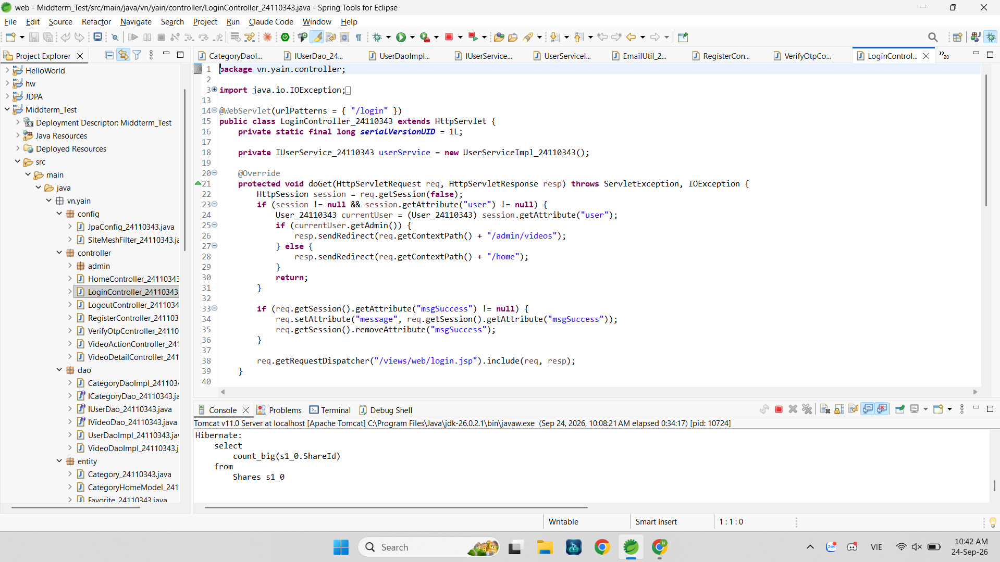 web - Middterm_Test/src/main/java/vn/yain/controller/LoginController_24110343.java - Spring Tools for Eclipse
File Edit Source Refactor Navigate Search Project Run Claude Code Window Help
Project Explorer
HelloWorld
hw
JDPA
Middterm_Test
Deployment Descriptor: Middterm_Test
Java Resources
Deployed Resources
src
main
java
vn.yain
config
JpaConfig_24110343.java
SiteMeshFilter_24110343.ja
controller
admin
HomeController_24110343
LoginController_24110343.
LogoutController_2411034
RegisterController_241103
VerifyOtpController_24110
VideoActionController_241
VideoDetailController_241
dao
CategoryDaoImpl_241103
ICategoryDao_24110343.ja
IUserDao_24110343.java
IVideoDao_24110343.java
UserDaoImpl_24110343.jav
VideoDaoImpl_24110343.j
entity
Category_24110343.java
CategoryHomeModel_241
Favorite_24110343.java
CategoryDaoI... IUserDao_24... UserDaoImpl... IUserService... UserServiceI... EmailUtil_2... RegisterCon... VerifyOtpCo... LoginControl... »20
1 package vn.yain.controller;
2
3 import java.io.IOException;
13
14 @WebServlet(urlPatterns = { "/login" })
15 public class LoginController_24110343 extends HttpServlet {
16 private static final long serialVersionUID = 1L;
17
18 private IUserService_24110343 userService = new UserServiceImpl_24110343();
19
20 @Override
21 protected void doGet(HttpServletRequest req, HttpServletResponse resp) throws ServletException, IOException {
22 HttpSession session = req.getSession(false);
23 if (session != null && session.getAttribute("user") != null) {
24 User_24110343 currentUser = (User_24110343) session.getAttribute("user");
25 if (currentUser.getAdmin()) {
26 resp.sendRedirect(req.getContextPath() + "/admin/videos");
27 } else {
28 resp.sendRedirect(req.getContextPath() + "/home");
29 }
30 return;
31 }
32
33 if (req.getSession().getAttribute("msgSuccess") != null) {
34 req.setAttribute("message", req.getSession().getAttribute("msgSuccess"));
35 req.getSession().removeAttribute("msgSuccess");
36 }
37
38 req.getRequestDispatcher("/views/web/login.jsp").include(req, resp);
39 }
40
Console Problems Terminal Debug Shell
Tomcat v11.0 Server at localhost [Apache Tomcat] C:\Program Files\Java\jdk-26.0.2.1\bin\javaw.exe (Sep 24, 2026, 10:08:21 AM elapsed 0:34:17) [pid: 10724]
Hibernate:
select
count_big(s1_0.ShareId)
from
Shares s1_0
Writable Smart Insert 1 : 1 : 0
Search
Zalo
N
VIE
10:42 AM
24-Sep-26